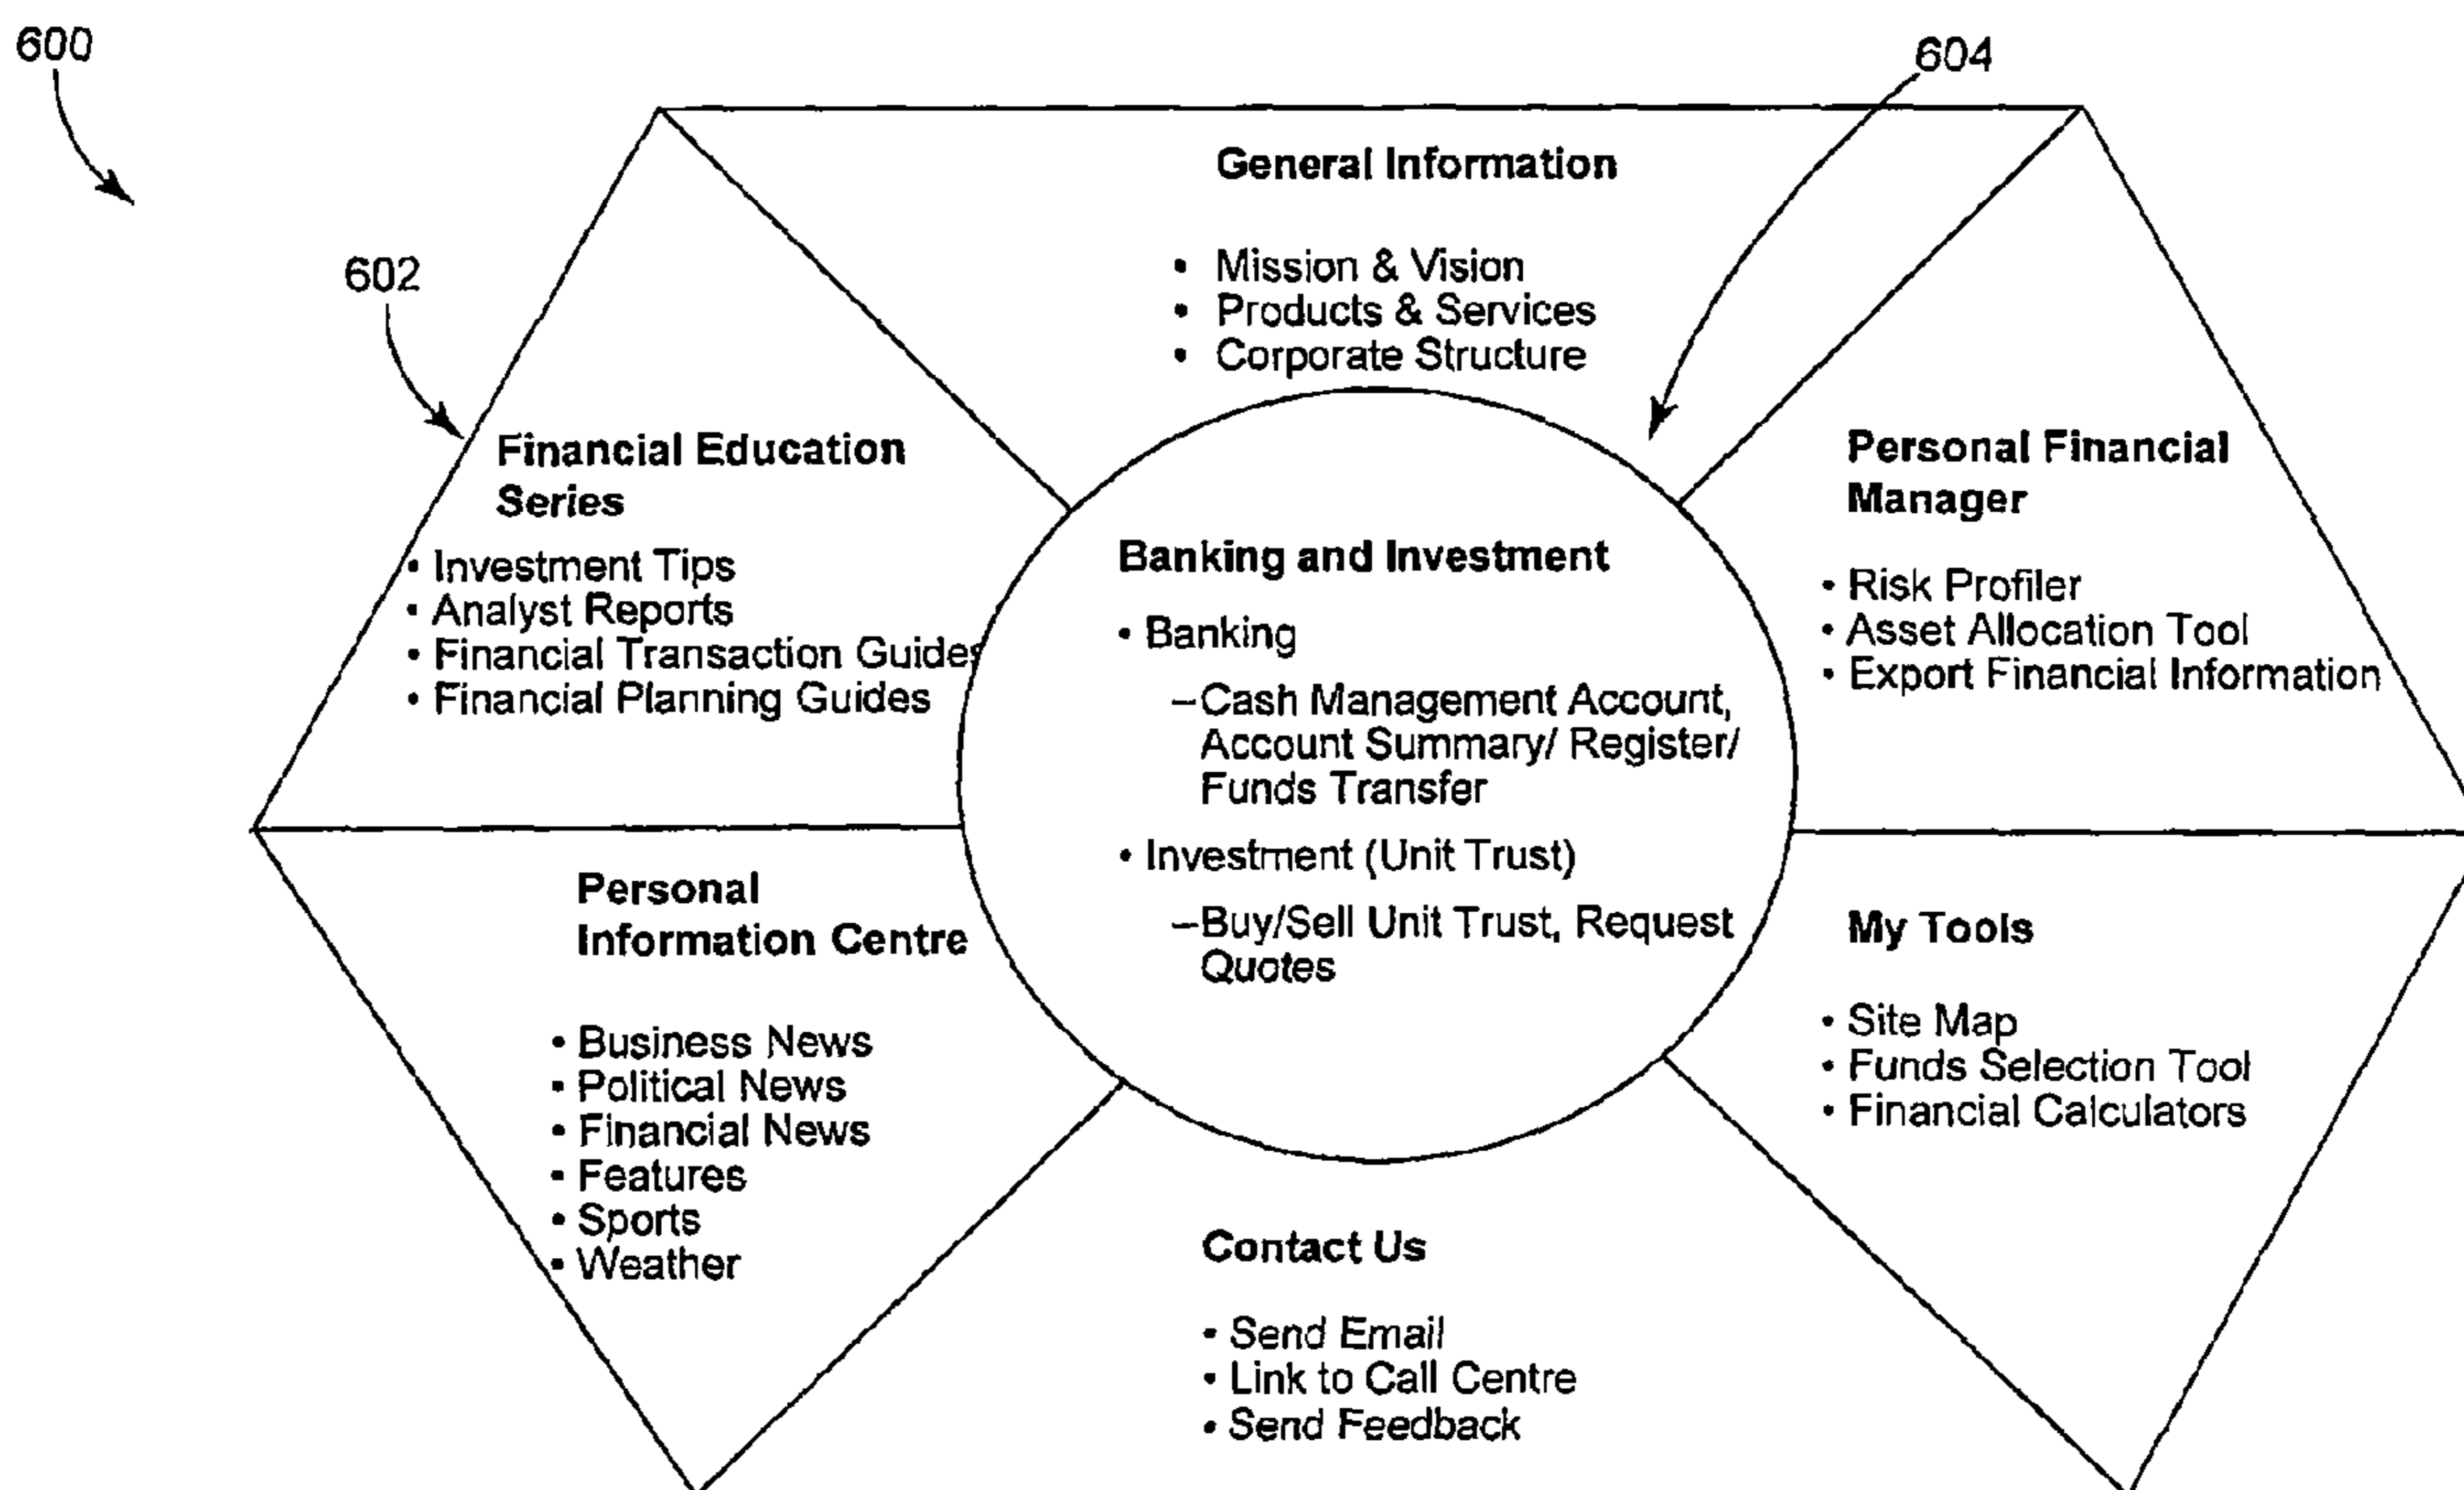 600
604
General Information
• Mission & Vision
• Products & Services
• Corporate Structure
602
Financial Education
Series
• Investment Tips
• Analyst Reports
• Financial Transaction Guides
• Financial Planning Guides
Personal Financial
Manager
• Risk Profiler
• Asset Allocation Tool
• Export Financial Information
Banking and Investment
• Banking
–Cash Management Account,
Account Summary/ Register/
Funds Transfer
• Investment (Unit Trust)
–Buy/Sell Unit Trust, Request
Quotes
Personal
Information Centre
• Business News
• Political News
• Financial News
• Features
• Sports
• Weather
My Tools
• Site Map
• Funds Selection Tool
• Financial Calculators
Contact Us
• Send Email
• Link to Call Centre
• Send Feedback